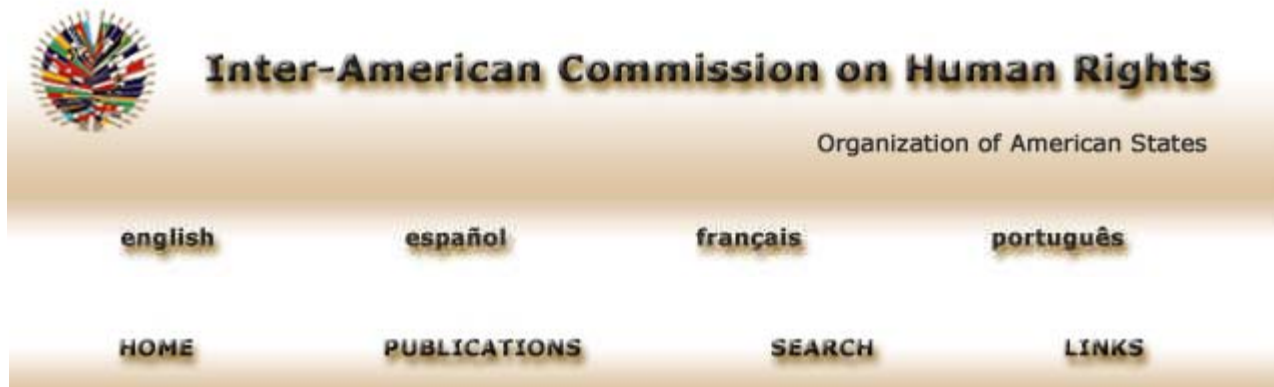 Inter-American Commission on Human Rights
Organization of American States
english español français português
HOME PUBLICATIONS SEARCH LINKS